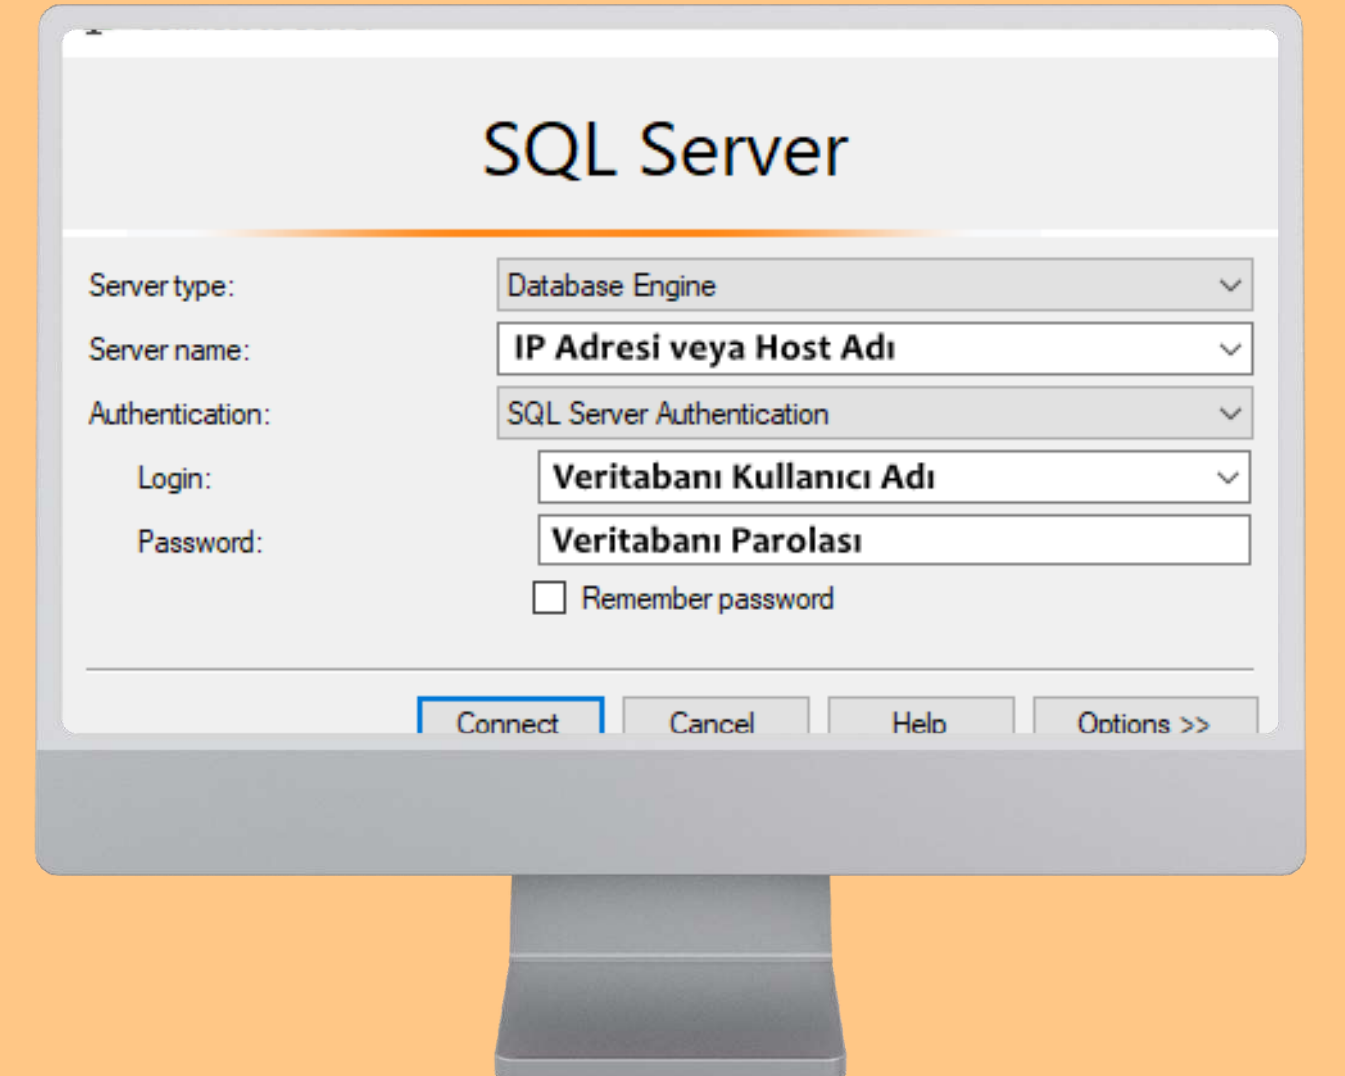 SQL Server
Server type: Database Engine
Server name: IP Adresi veya Host Adı
Authentication: SQL Server Authentication
Login: Veritabanı Kullanıcı Adı
Password: Veritabanı Parolası
Remember password
Connect Cancel Help Options >>